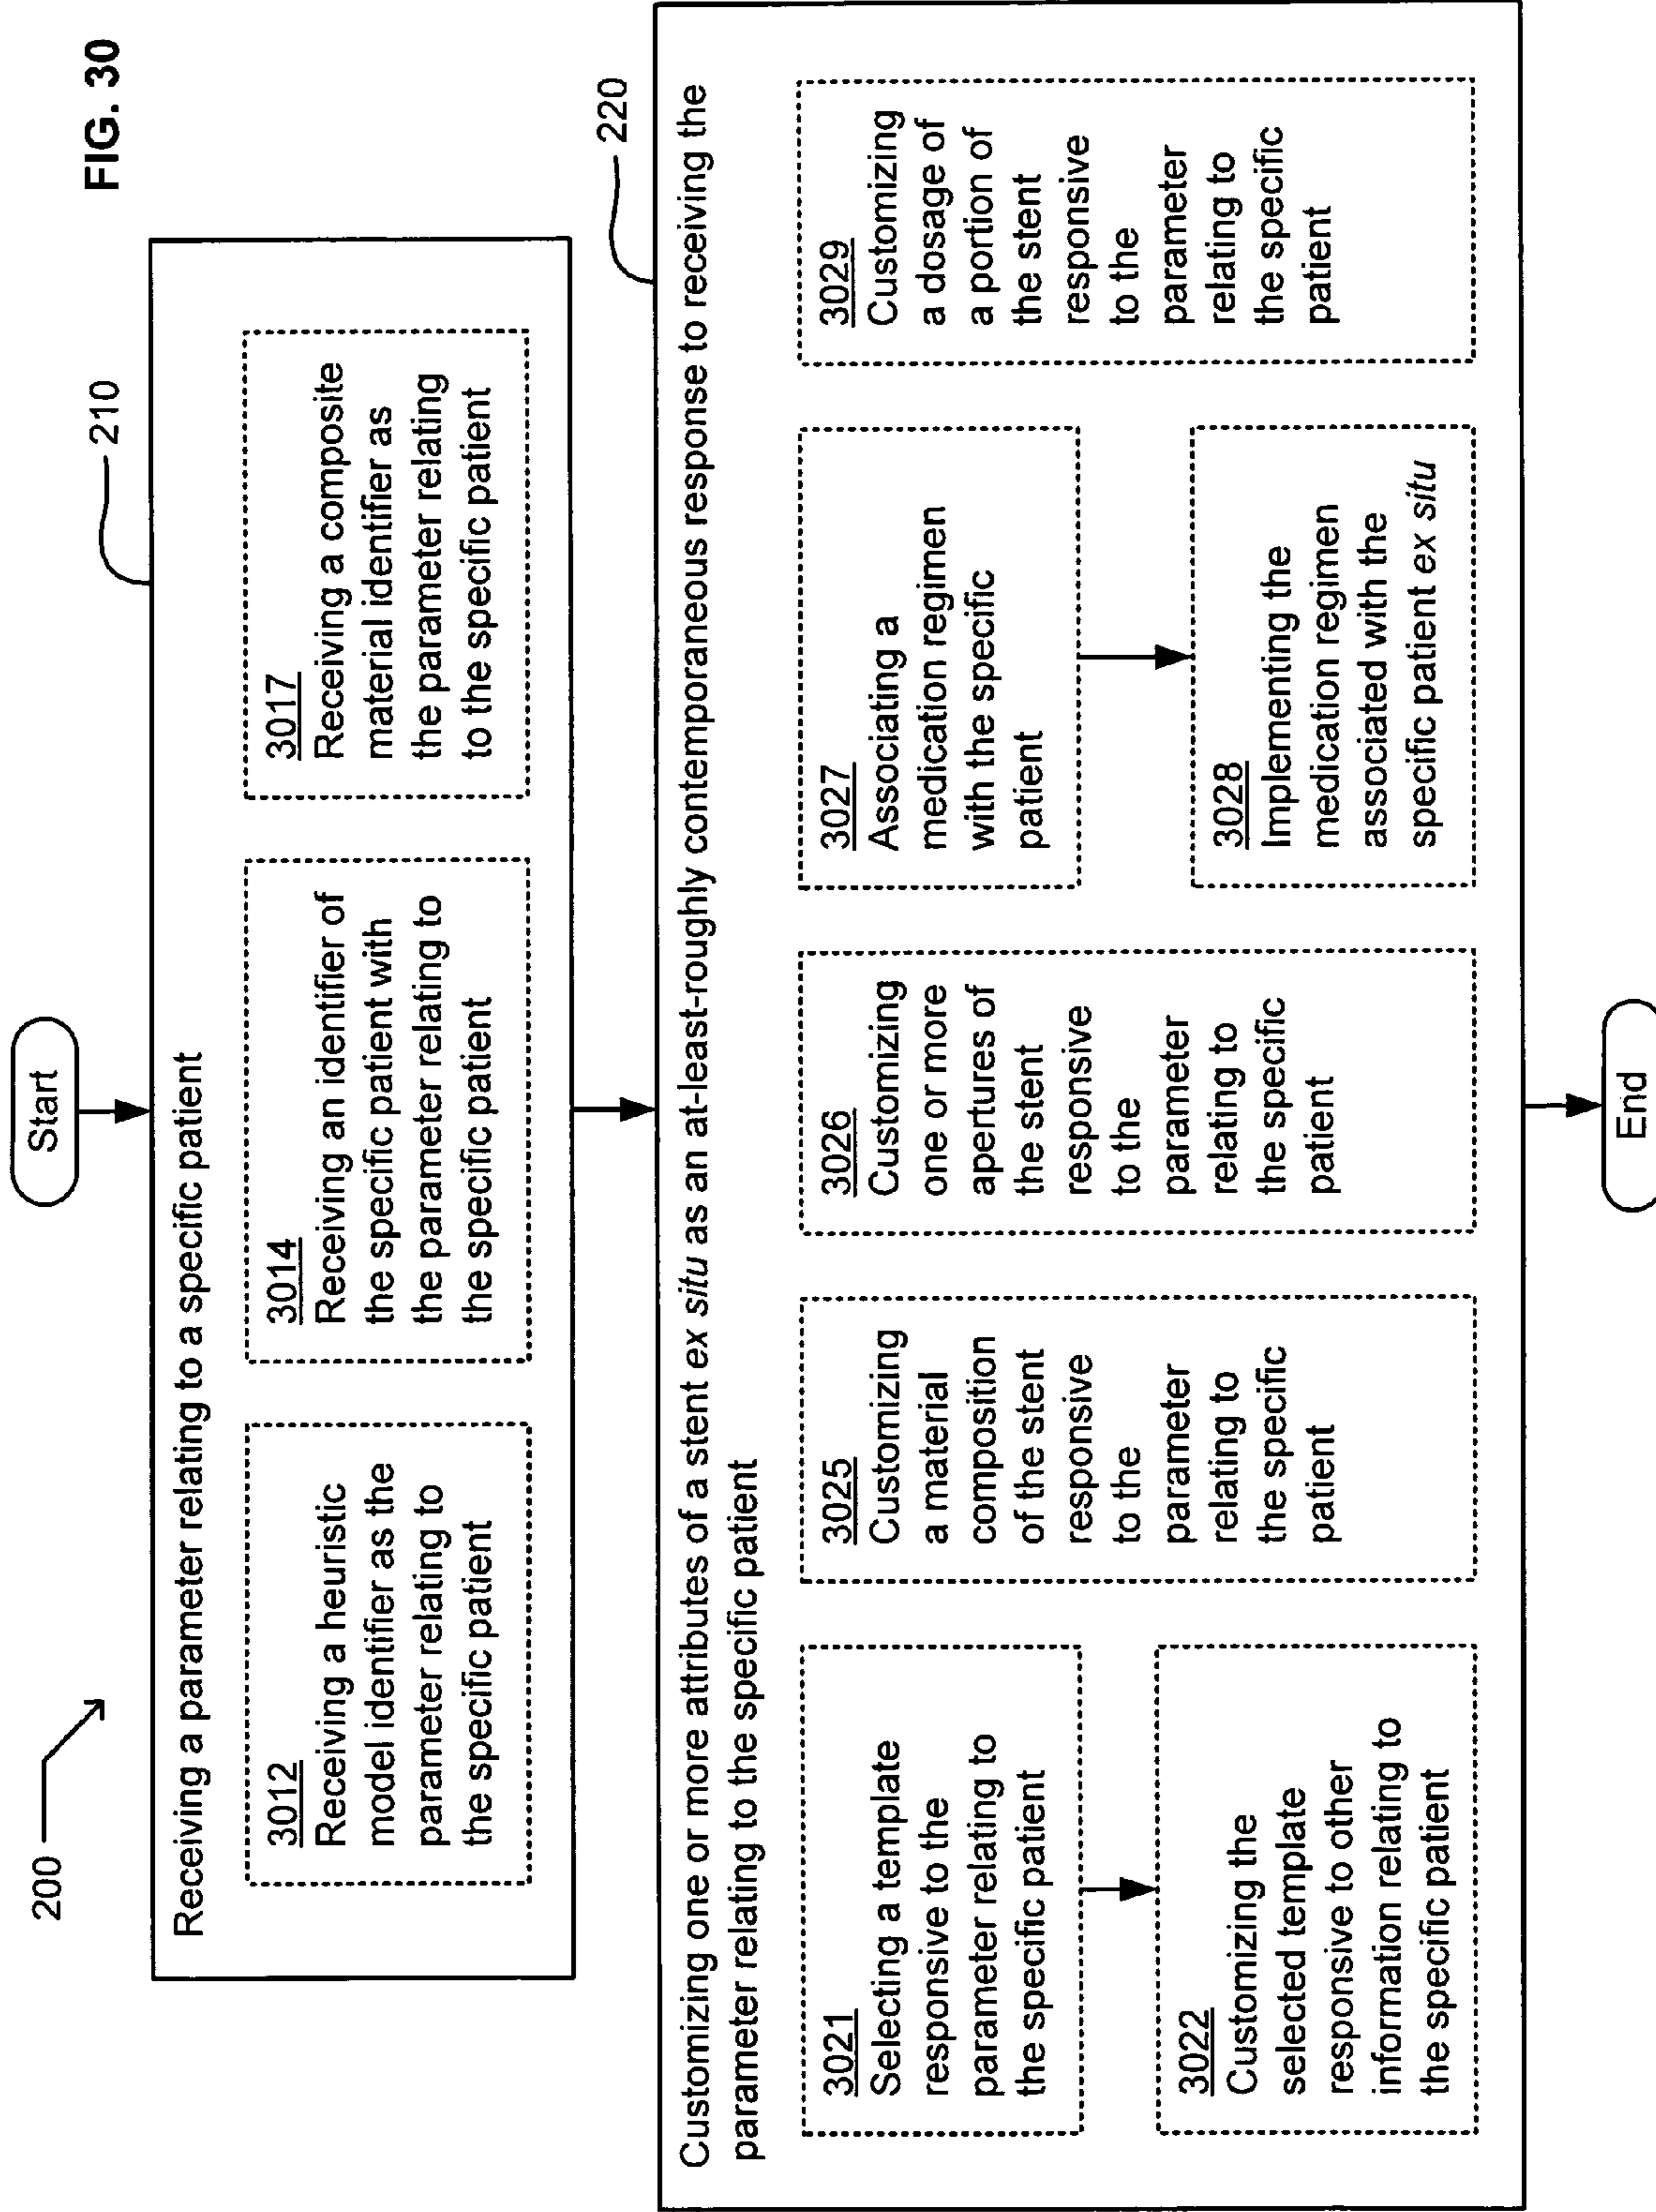 FIG. 30
200
Start
210
Receiving a parameter relating to a specific patient
3012
Receiving a heuristic
model identifier as the
parameter relating to
the specific patient
3014
Receiving an identifier of
the specific patient with
the parameter relating to
the specific patient
3017
Receiving a composite
material identifier as
the parameter relating
to the specific patient
220
Customizing one or more attributes of a stent ex situ as an at-least-roughly contemporaneous response to receiving the
parameter relating to the specific patient
3021
Selecting a template
responsive to the
parameter relating to
the specific patient
3022
Customizing the
selected template
responsive to other
information relating to
the specific patient
3025
Customizing
a material
composition
of the stent
responsive
to the
parameter
relating to
the specific
patient
3026
Customizing
one or more
apertures of
the stent
responsive
to the
parameter
relating to
the specific
patient
3027
Associating a
medication regimen
with the specific
patient
3028
Implementing the
medication regimen
associated with the
specific patient ex situ
3029
Customizing
a dosage of
a portion of
the stent
responsive
to the
parameter
relating to
the specific
patient
End